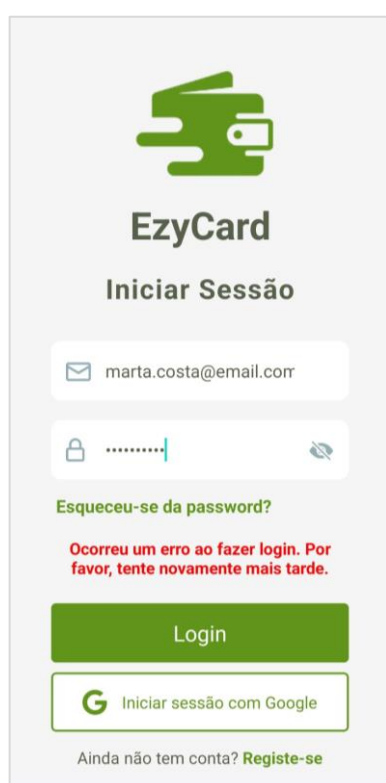 EzyCard
Iniciar Sessão
marta.costa@email.com
••••••••••
Esqueceu-se da password?
Ocorreu um erro ao fazer login. Por
favor, tente novamente mais tarde.
Login
G Iniciar sessão com Google
Ainda não tem conta? Registe-se